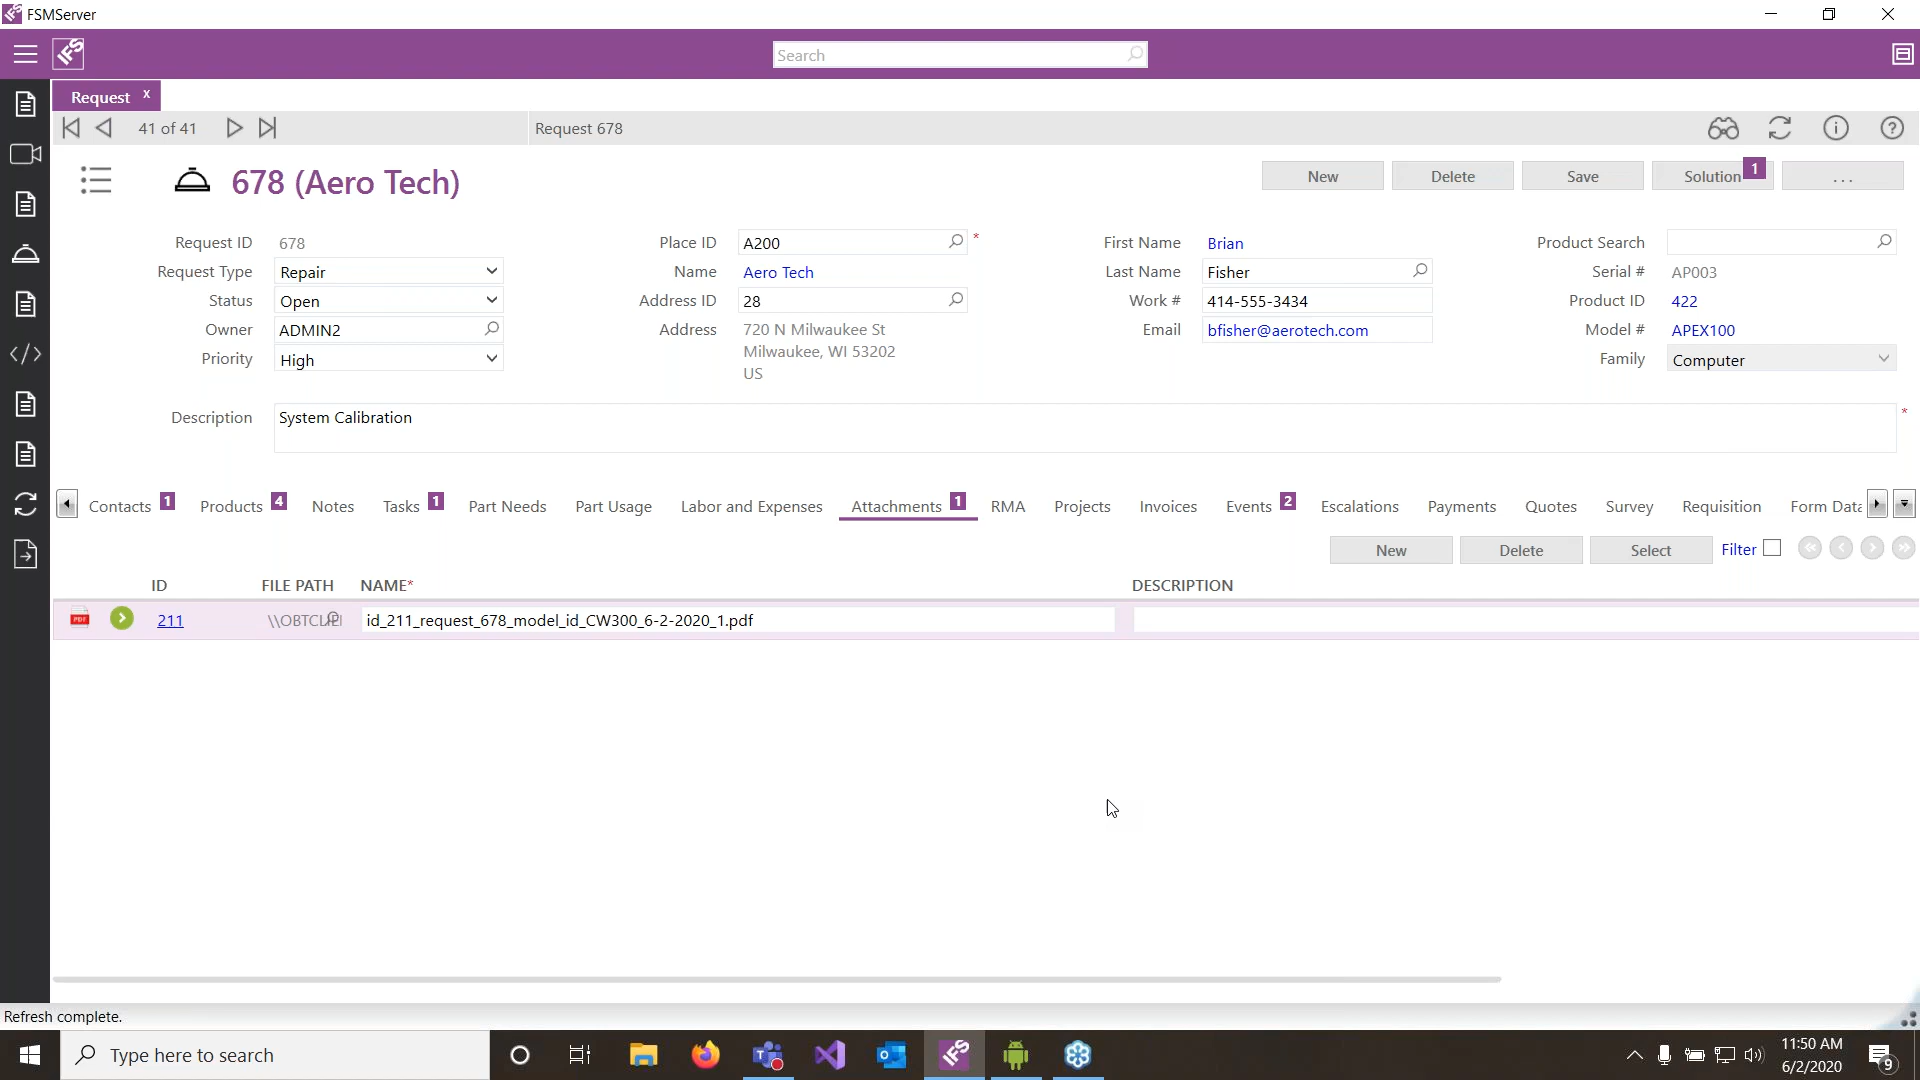 FSMServer
IFS
Search
Request x
41 of 41
Request 678
678 (Aero Tech)
New
Delete
Save
Solution 1
...
Request ID 678
Request Type Repair
Status Open
Owner ADMIN2
Priority High
Place ID A200 *
Name Aero Tech
Address ID 28
Address 720 N Milwaukee St
Milwaukee, WI 53202
US
First Name Brian
Last Name Fisher
Work # 414-555-3434
Email bfisher@aerotech.com
Product Search
Serial # AP003
Product ID 422
Model # APEX100
Family Computer
Description System Calibration *
Contacts 1 Products 4 Notes Tasks 1 Part Needs Part Usage Labor and Expenses Attachments 1 RMA Projects Invoices Events 2 Escalations Payments Quotes Survey Requisition Form Data
New Delete Select Filter
ID FILE PATH NAME* DESCRIPTION
PDF 211 id_211_request_678_model_id_CW300_6-2-2020_1.pdf
Refresh complete.
Type here to search
IFS
11:50 AM
6/2/2020
9